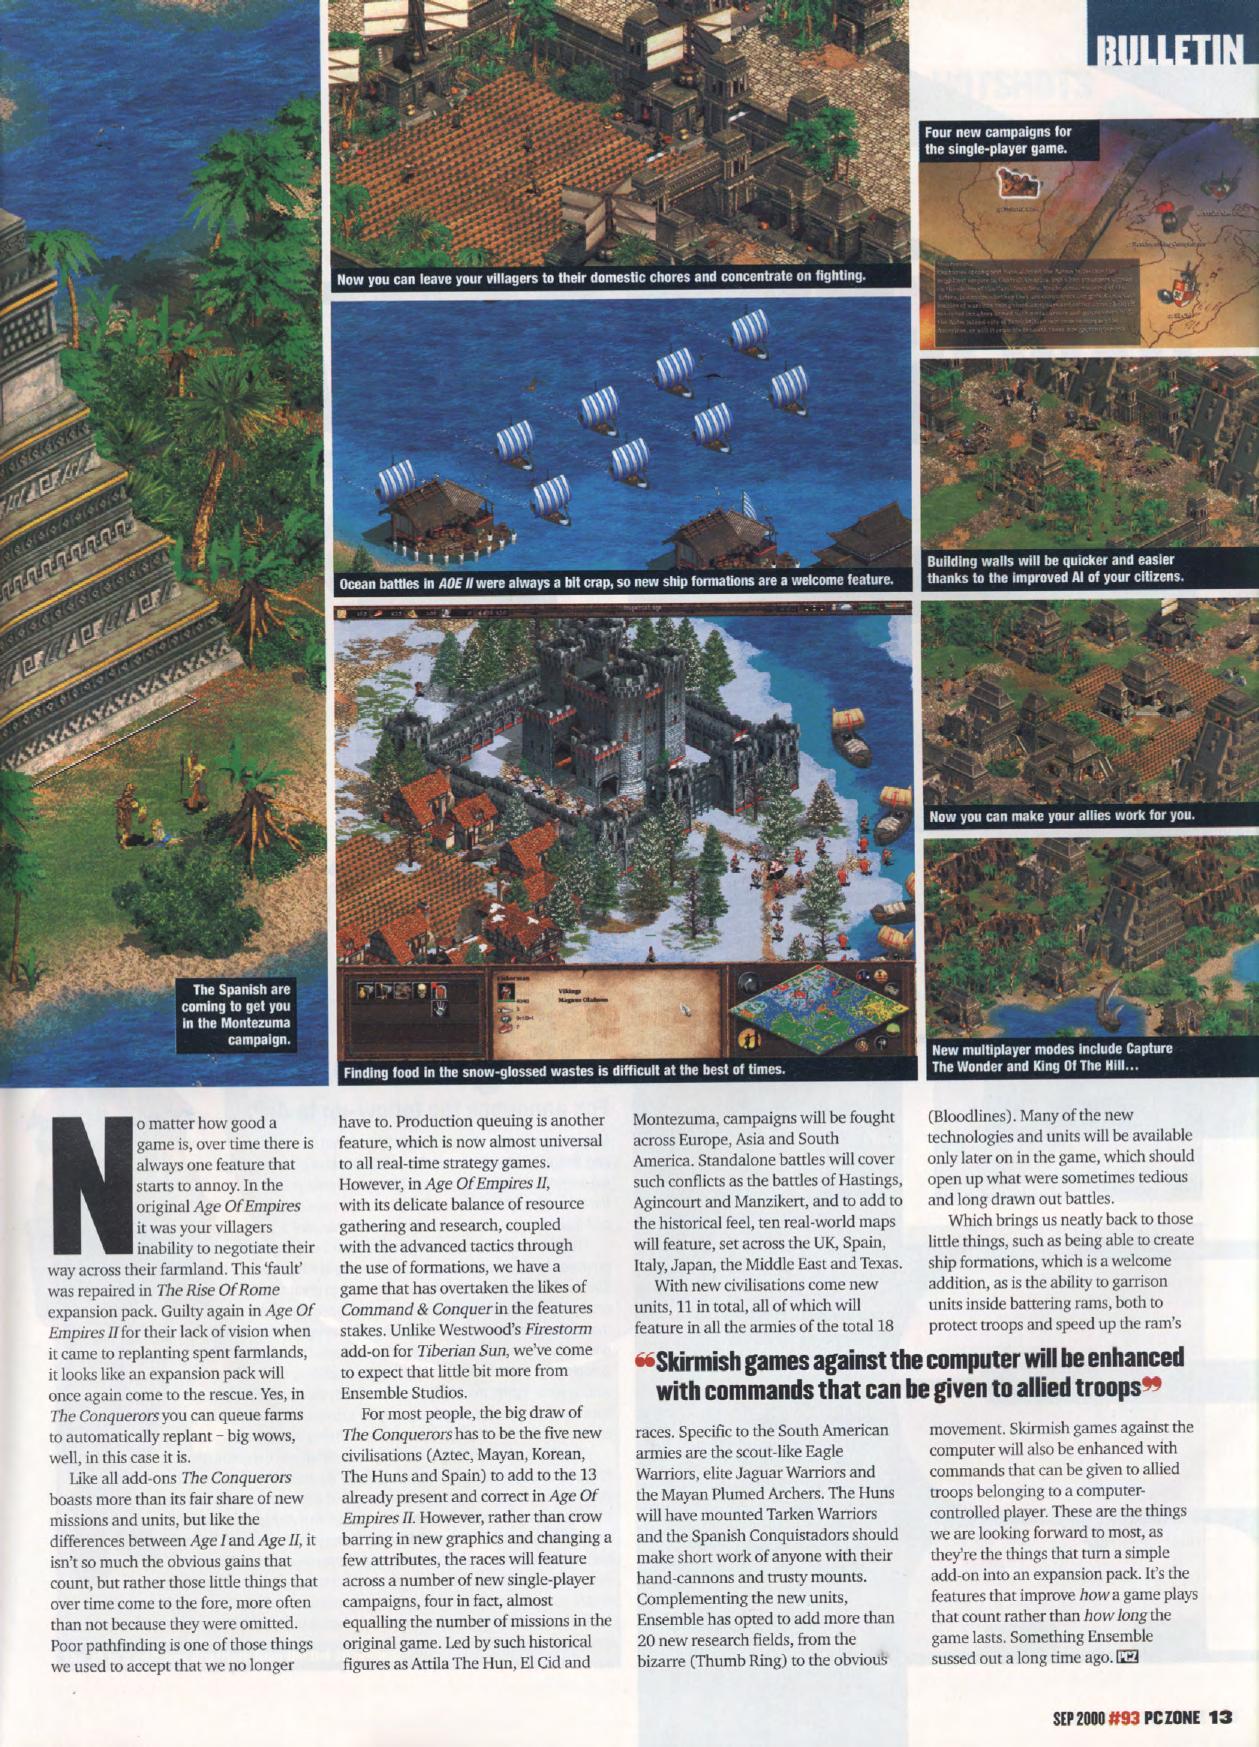 BULLETIN
Four new campaigns for
the single-player game.
Now you can leave your villagers to their domestic chores and concentrate on fighting.
Ocean battles in AOE II were always a bit crap, so new ship formations are a welcome feature.
Building walls will be quicker and easier
thanks to the improved AI of your citizens.
Now you can make your allies work for you.
The Spanish are
coming to get you
in the Montezuma
campaign.
Vikings
Magnus Olafsson
Finding food in the snow-glossed wastes is difficult at the best of times.
New multiplayer modes include Capture
The Wonder and King Of The Hill...
No matter how good a
game is, over time there is
always one feature that
starts to annoy. In the
original Age Of Empires
it was your villagers
inability to negotiate their
way across their farmland. This ‘fault’
was repaired in The Rise Of Rome
expansion pack. Guilty again in Age Of
Empires II for their lack of vision when
it came to replanting spent farmlands,
it looks like an expansion pack will
once again come to the rescue. Yes, in
The Conquerors you can queue farms
to automatically replant – big wows,
well, in this case it is.
Like all add-ons The Conquerors
boasts more than its fair share of new
missions and units, but like the
differences between Age I and Age II, it
isn't so much the obvious gains that
count, but rather those little things that
over time come to the fore, more often
than not because they were omitted.
Poor pathfinding is one of those things
we used to accept that we no longer
have to. Production queuing is another
feature, which is now almost universal
to all real-time strategy games.
However, in Age Of Empires II,
with its delicate balance of resource
gathering and research, coupled
with the advanced tactics through
the use of formations, we have a
game that has overtaken the likes of
Command & Conquer in the features
stakes. Unlike Westwood's Firestorm
add-on for Tiberian Sun, we've come
to expect that little bit more from
Ensemble Studios.
For most people, the big draw of
The Conquerors has to be the five new
civilisations (Aztec, Mayan, Korean,
The Huns and Spain) to add to the 13
already present and correct in Age Of
Empires II. However, rather than crow
barring in new graphics and changing a
few attributes, the races will feature
across a number of new single-player
campaigns, four in fact, almost
equalling the number of missions in the
original game. Led by such historical
figures as Attila The Hun, El Cid and
Montezuma, campaigns will be fought
across Europe, Asia and South
America. Standalone battles will cover
such conflicts as the battles of Hastings,
Agincourt and Manzikert, and to add to
the historical feel, ten real-world maps
will feature, set across the UK, Spain,
Italy, Japan, the Middle East and Texas.
With new civilisations come new
units, 11 in total, all of which will
feature in all the armies of the total 18
races. Specific to the South American
armies are the scout-like Eagle
Warriors, elite Jaguar Warriors and
the Mayan Plumed Archers. The Huns
will have mounted Tarken Warriors
and the Spanish Conquistadors should
make short work of anyone with their
hand-cannons and trusty mounts.
Complementing the new units,
Ensemble has opted to add more than
20 new research fields, from the
bizarre (Thumb Ring) to the obvious
(Bloodlines). Many of the new
technologies and units will be available
only later on in the game, which should
open up what were sometimes tedious
and long drawn out battles.
Which brings us neatly back to those
little things, such as being able to create
ship formations, which is a welcome
addition, as is the ability to garrison
units inside battering rams, both to
protect troops and speed up the ram's
“Skirmish games against the computer will be enhanced
with commands that can be given to allied troops”
movement. Skirmish games against the
computer will also be enhanced with
commands that can be given to allied
troops belonging to a computer-
controlled player. These are the things
we are looking forward to most, as
they're the things that turn a simple
add-on into an expansion pack. It's the
features that improve how a game plays
that count rather than how long the
game lasts. Something Ensemble
sussed out a long time ago. PCZ
SEP 2000 #93 PC ZONE 13